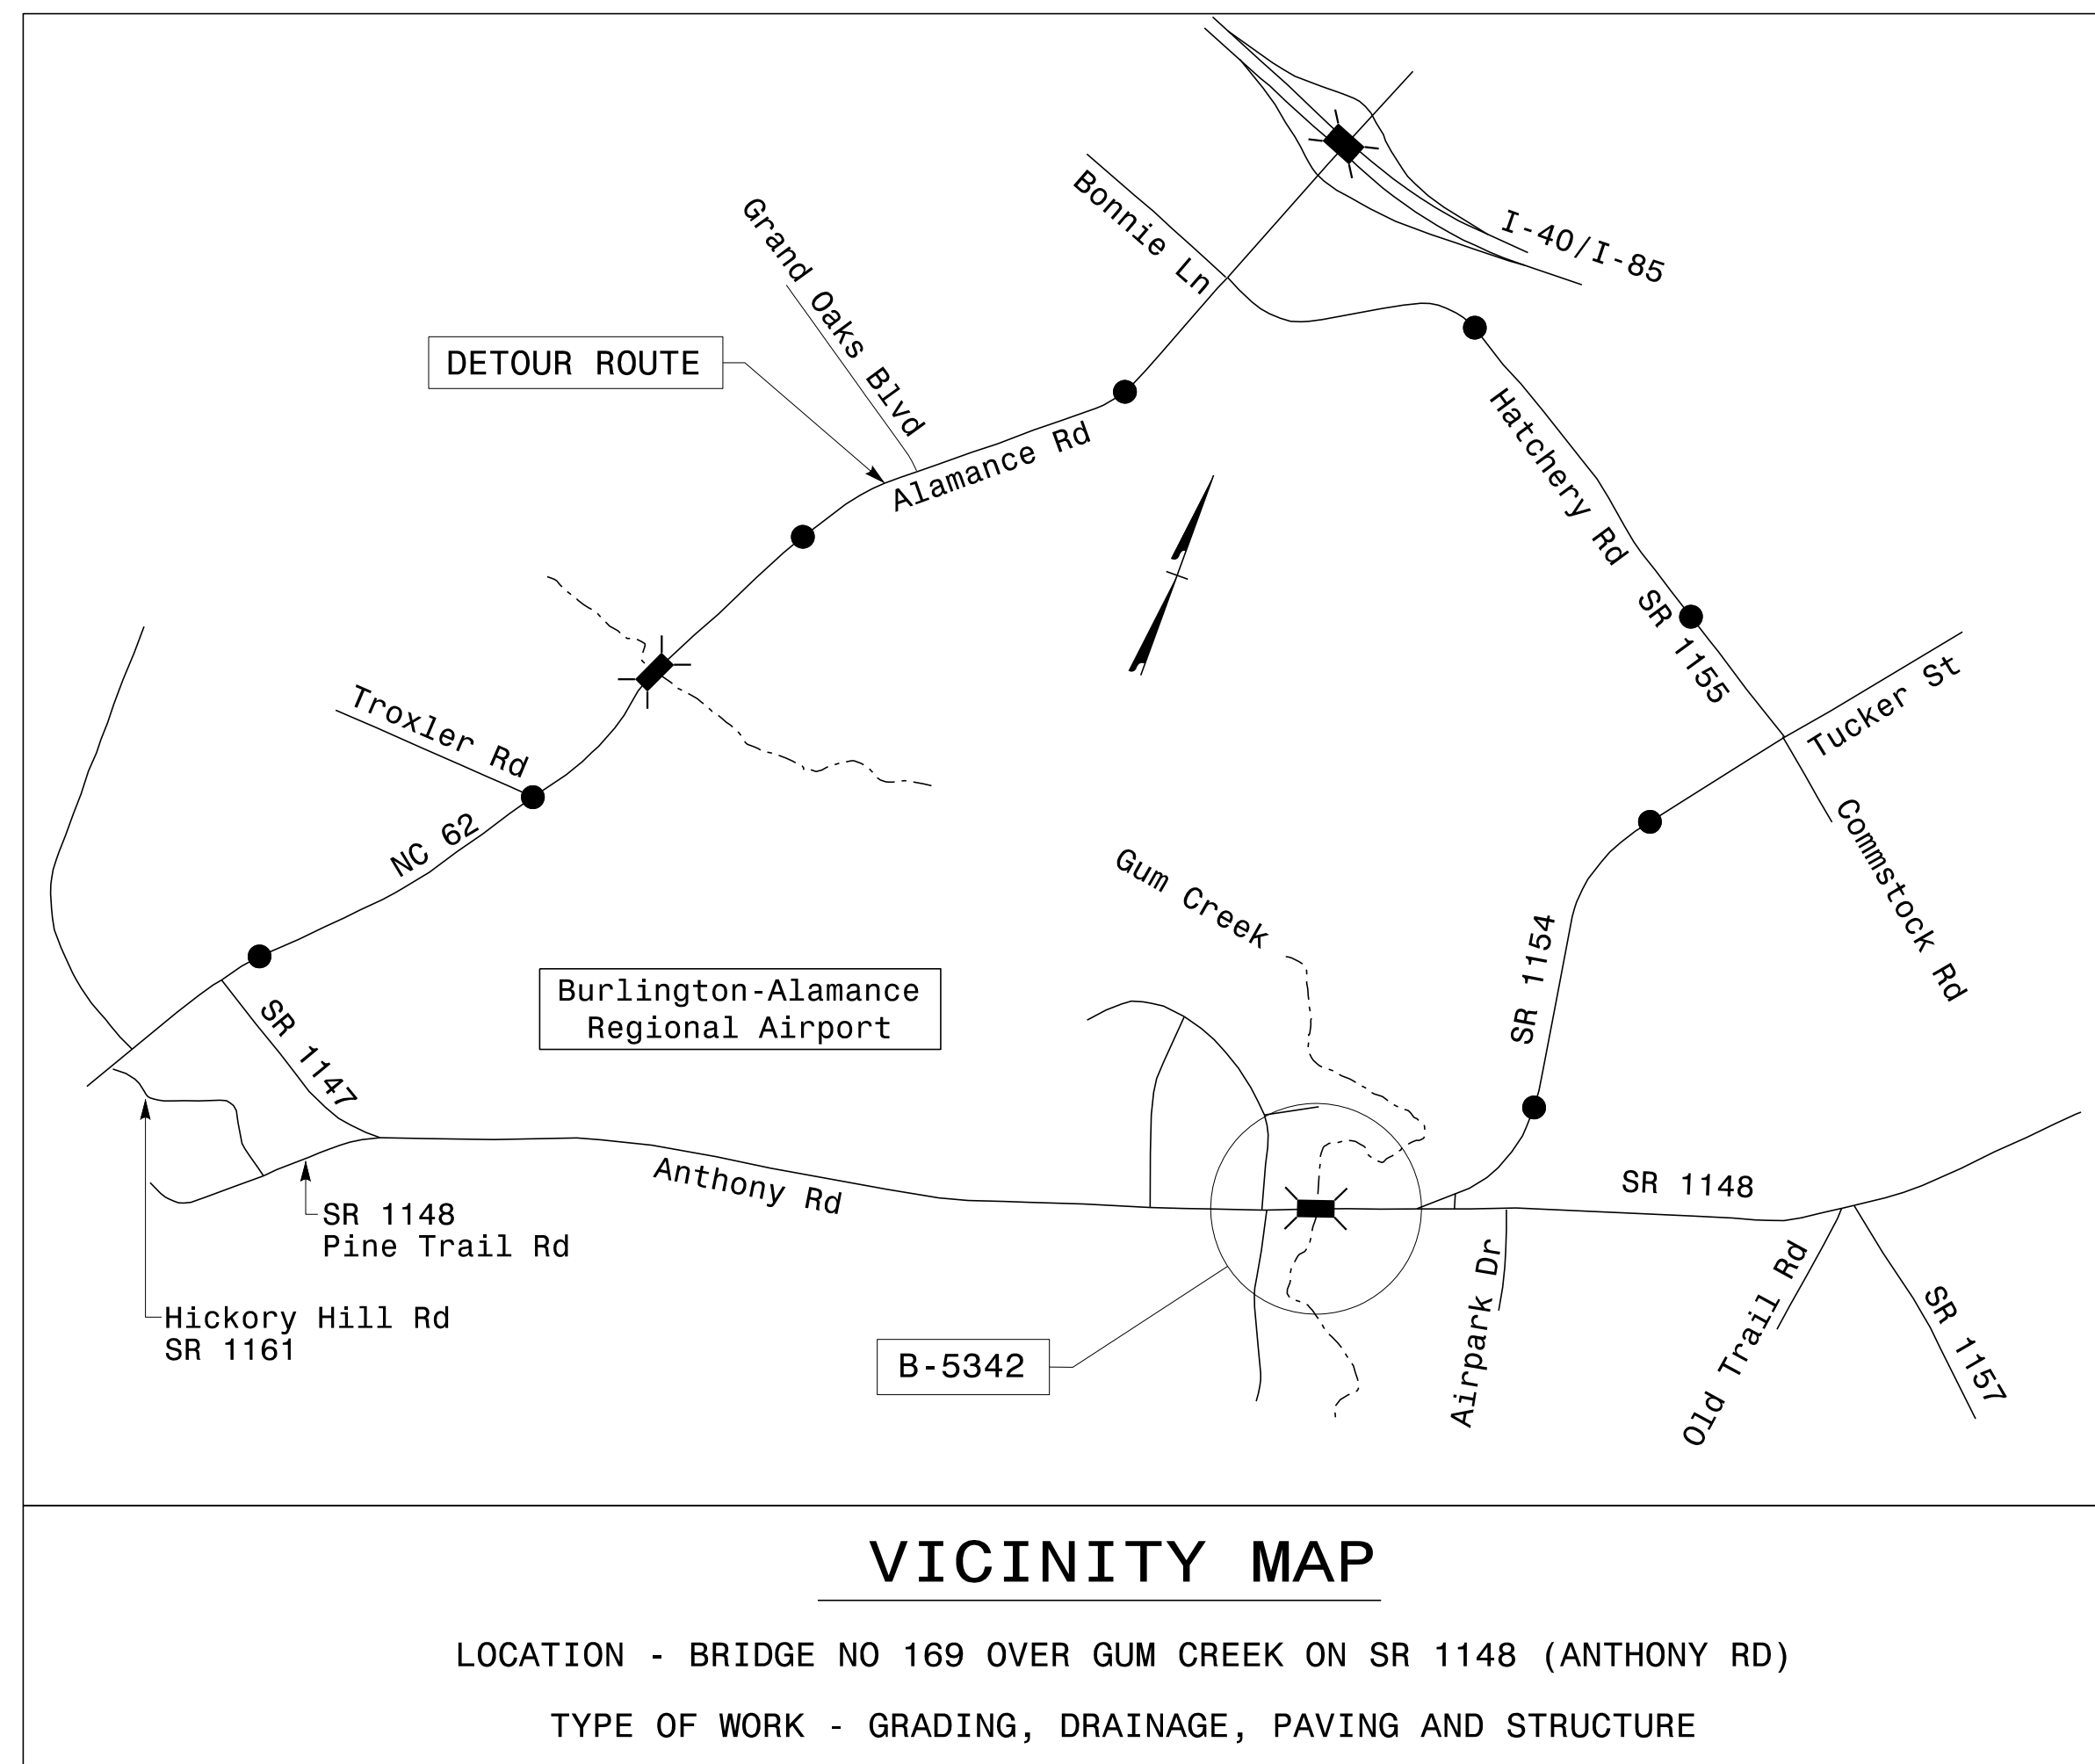 I-40/I-85
Bonnie Ln
Grand Oaks Blvd
DETOUR ROUTE
Alamance Rd
Hatchery Rd SR 1155
Tucker St
Troxler Rd
NC 62
Commstock Rd
Gum Creek
SR 1154
Burlington-Alamance
Regional Airport
SR 1147
Anthony Rd
SR 1148
SR 1148
Pine Trail Rd
Hickory Hill Rd
SR 1161
B-5342
Airpark Dr
Old Trail Rd
SR 1157
VICINITY MAP
LOCATION - BRIDGE NO 169 OVER GUM CREEK ON SR 1148 (ANTHONY RD)
TYPE OF WORK - GRADING, DRAINAGE, PAVING AND STRUCTURE